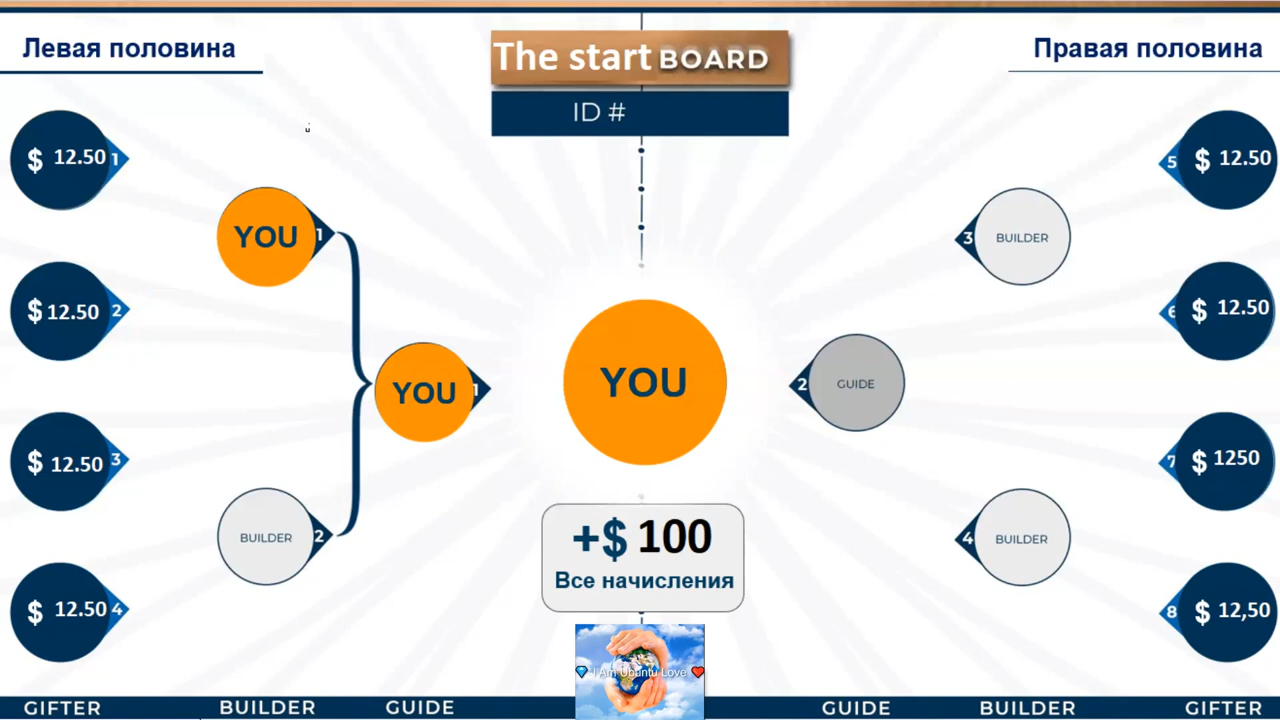 Левая половина
The start BOARD
Правая половина
ID #
$ 12.50 1
$ 12.50 2
$ 12.50 3
$ 12.50 4
YOU 1
BUILDER 2
YOU 1
YOU
+$ 100
Все начисления
2 GUIDE
3 BUILDER
4 BUILDER
5 $ 12.50
6 $ 12.50
7 $ 1250
8 $ 12,50
I Am Ubantu Love
GIFTER BUILDER GUIDE GUIDE BUILDER GIFTER